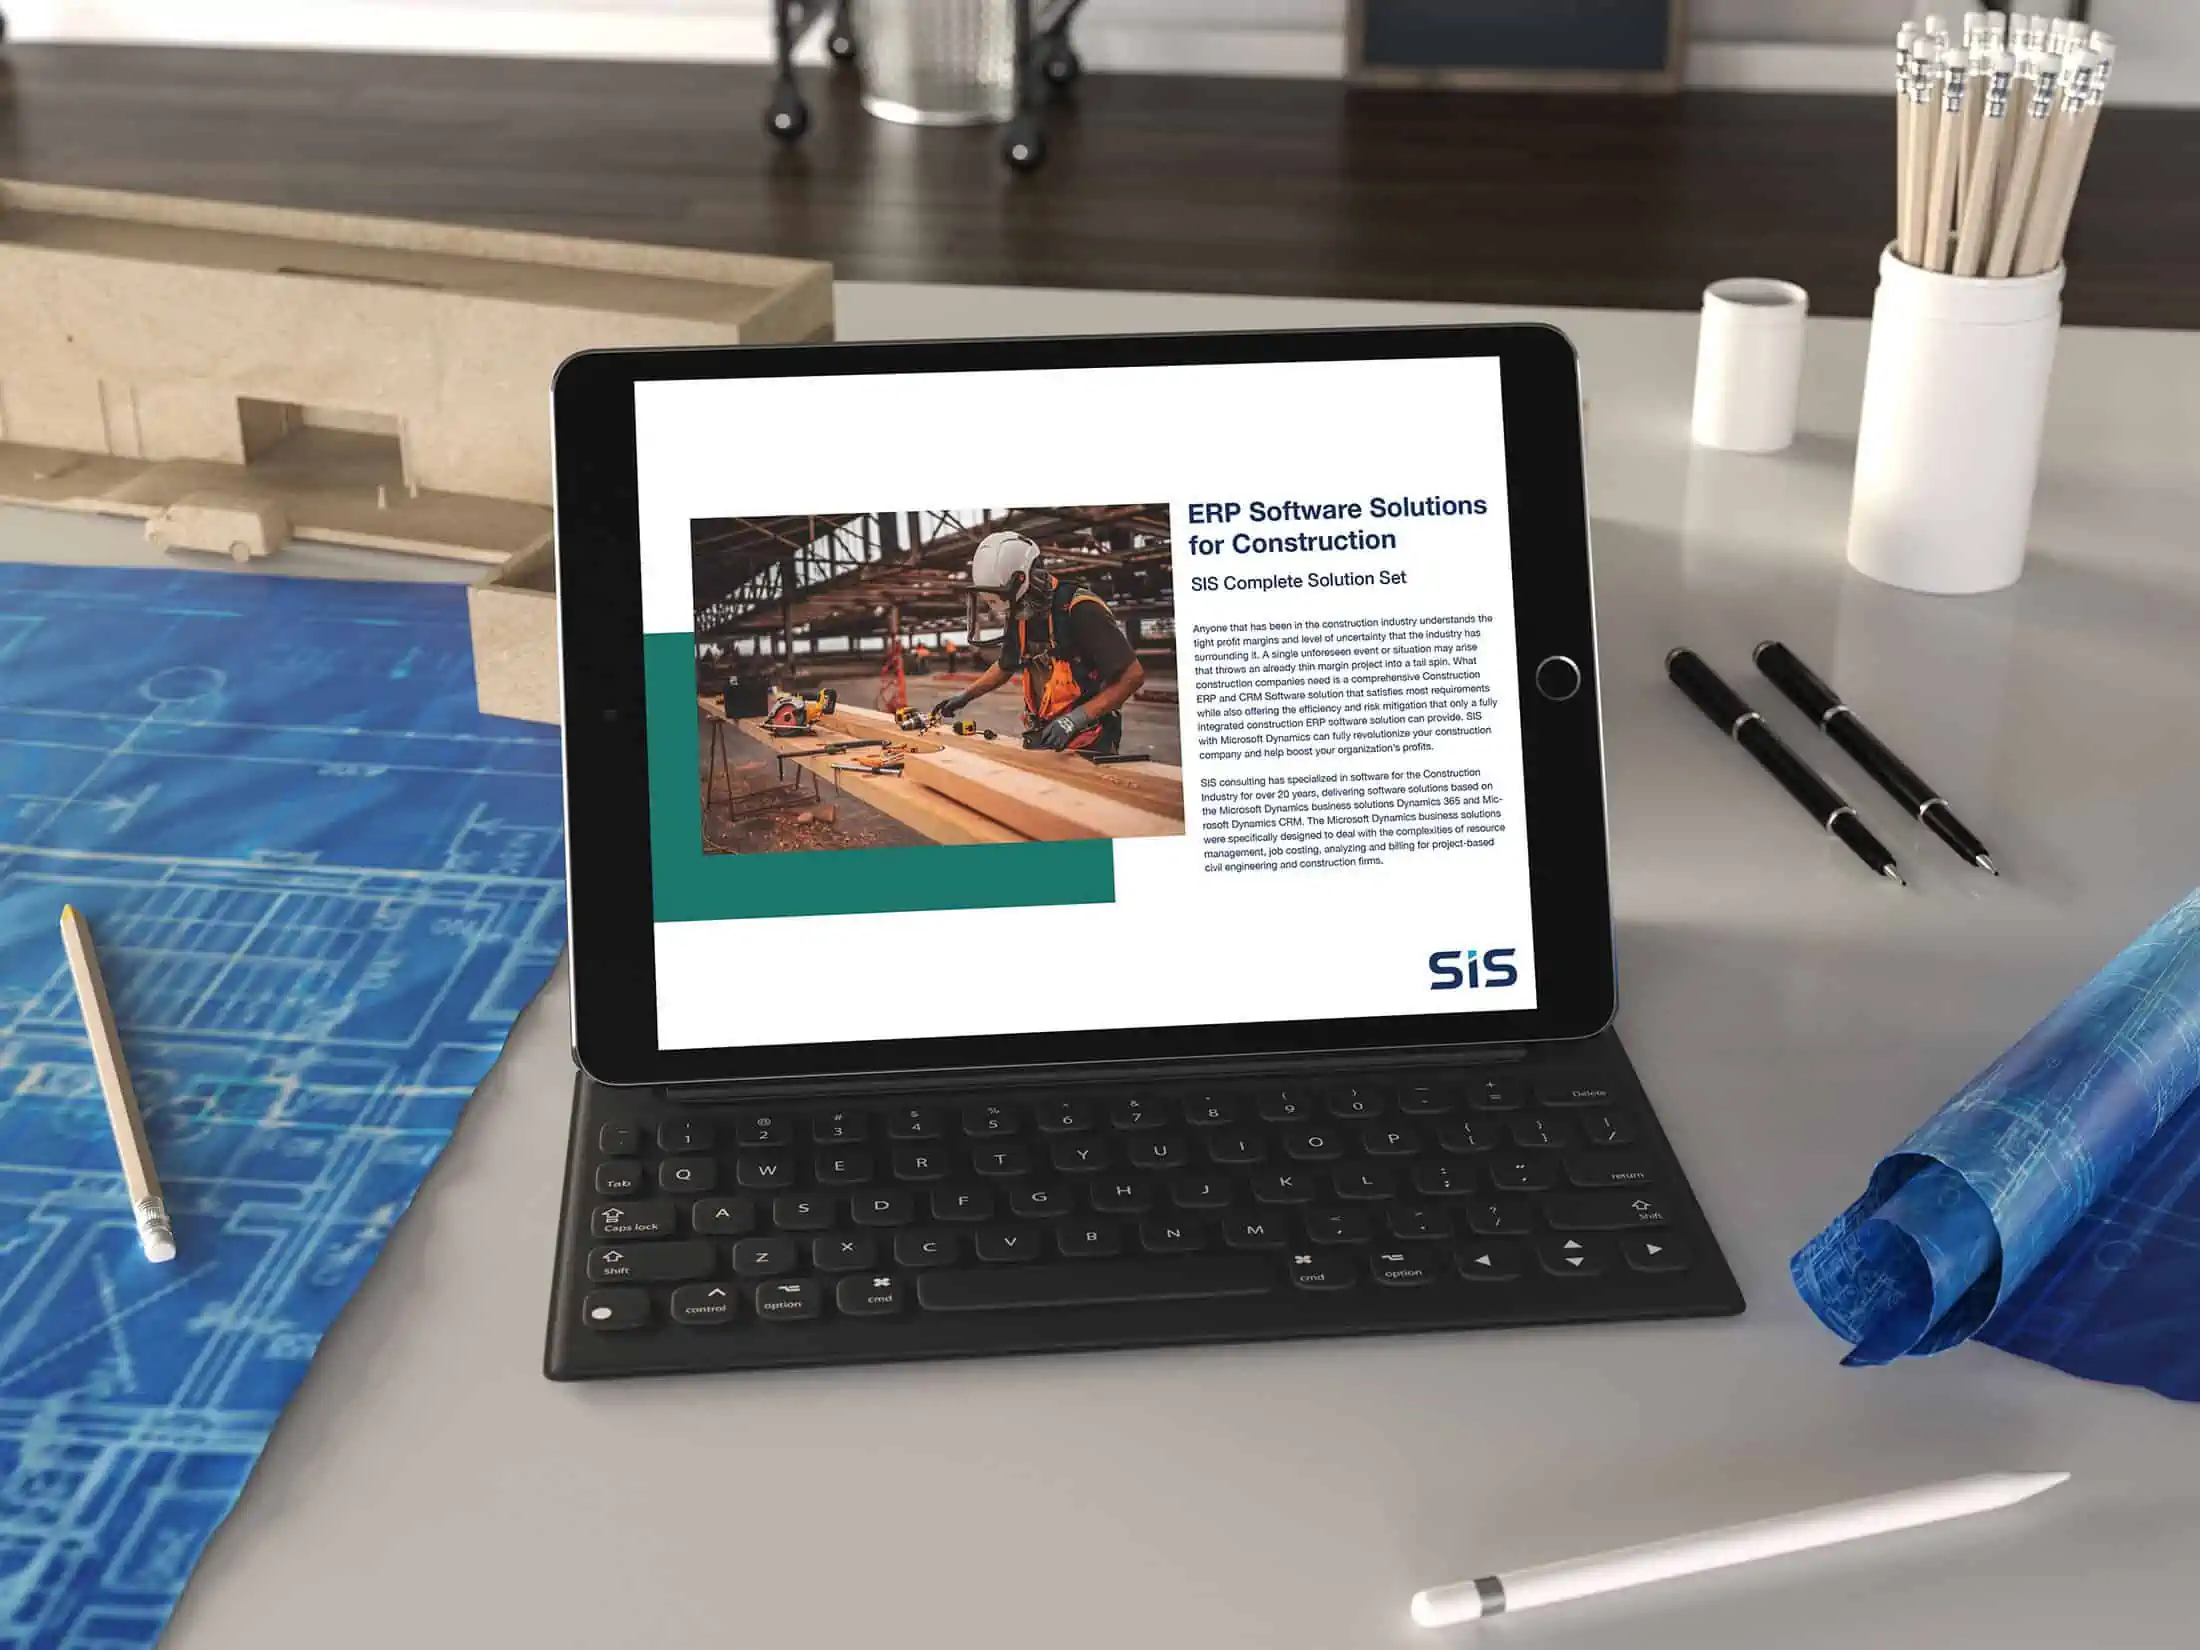 ERP Software Solutions
for Construction
SIS Complete Solution Set
Anyone that has been in the construction industry understands the
tight profit margins and level of uncertainty that the industry has
surrounding it. A single unforeseen event or situation may arise
that throws an already thin margin project into a tail spin. What
construction companies need is a comprehensive Construction
ERP and CRM Software solution that satisfies most requirements
while also offering the efficiency and risk mitigation that only a fully
integrated construction ERP software solution can provide. SIS
with Microsoft Dynamics can fully revolutionize your construction
company and help boost your organization's profits.
SIS consulting has specialized in software for the Construction
Industry for over 20 years, delivering software solutions based on
the Microsoft Dynamics business solutions Dynamics 365 and Mic-
rosoft Dynamics CRM. The Microsoft Dynamics business solutions
were specifically designed to deal with the complexities of resource
management, job costing, analyzing and billing for project-based
civil engineering and construction firms.
SiS
1 2 3 4 5 6 7 8 9 0 Delete
Tab Q W E R T Y U I O P
Caps lock A S D F G H J K L return
Shift Z X C V B N M Shift
control option cmd cmd option